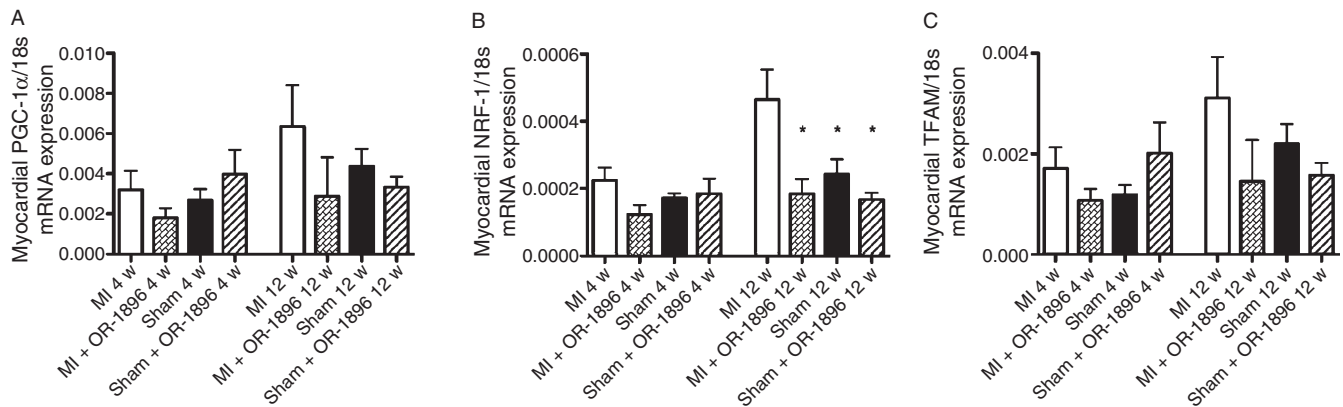 A
Myocardial PGC-1α/18s
mRNA expression
0.010
0.008
0.006
0.004
0.002
0.000
MI 4 w
MI + OR-1896 4 w
Sham 4 w
Sham + OR-1896 4 w
MI 12 w
MI + OR-1896 12 w
Sham 12 w
Sham + OR-1896 12 w
B
Myocardial NRF-1/18s
mRNA expression
0.0006
0.0004
0.0002
0.0000
* * *
MI 4 w
MI + OR-1896 4 w
Sham 4 w
Sham + OR-1896 4 w
MI 12 w
MI + OR-1896 12 w
Sham 12 w
Sham + OR-1896 12 w
C
Myocardial TFAM/18s
mRNA expression
0.004
0.002
0.000
MI 4 w
MI + OR-1896 4 w
Sham 4 w
Sham + OR-1896 4 w
MI 12 w
MI + OR-1896 12 w
Sham 12 w
Sham + OR-1896 12 w